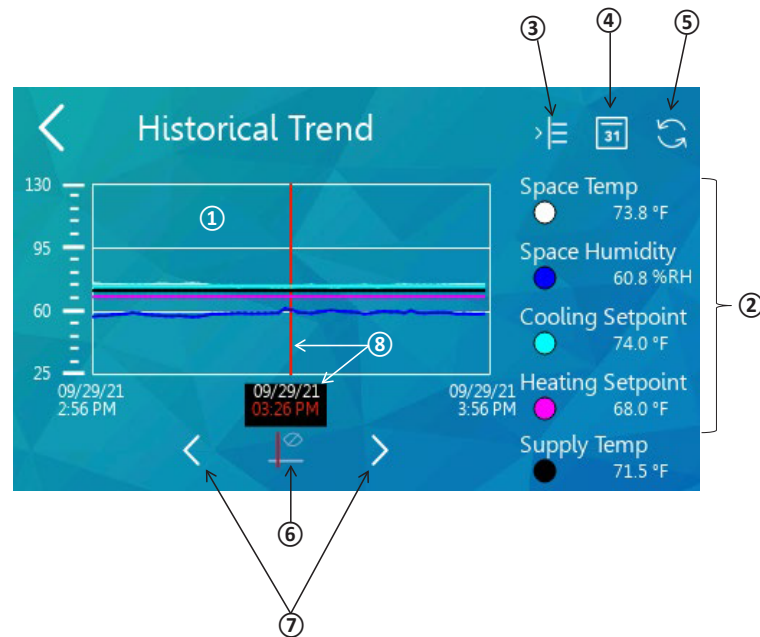 ③ ④ ⑤
Historical Trend
31
130
95
60
25
①
Space Temp
73.8 °F
Space Humidity
60.8 %RH
Cooling Setpoint
74.0 °F
Heating Setpoint
68.0 °F
Supply Temp
71.5 °F
②
⑧
09/29/21
2:56 PM
09/29/21
03:26 PM
09/29/21
3:56 PM
⑥
⑦